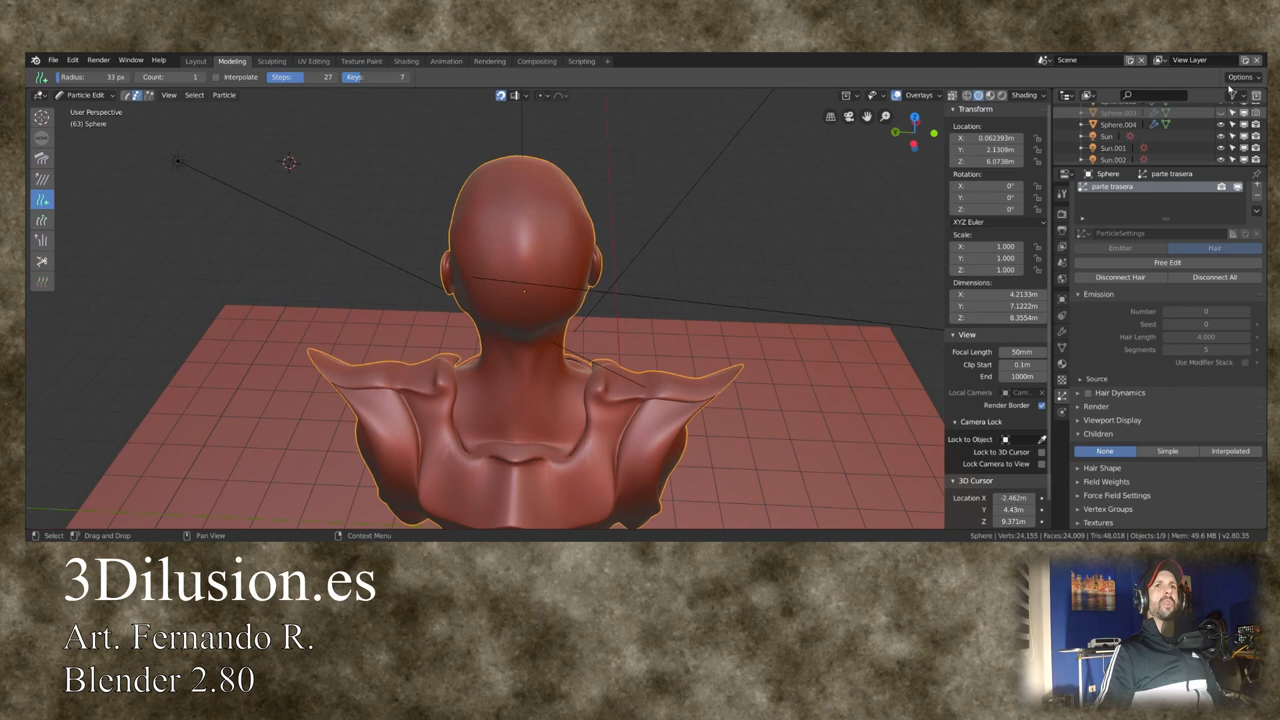 File Edit Render Window Help Layout Modeling Sculpting UV Editing Texture Paint Shading Animation Rendering Compositing Scripting + Scene View Layer
Radius: 33 px Count: 1 Interpolate Steps: 27 Keys: 7 Options
Particle Edit View Select Particle Overlays Shading
User Perspective
(63) Sphere
Transform
Location:
X: 0.062393m
Y: 2.1309m
Z: 6.0738m
Rotation:
X: 0°
Y: 0°
Z: 0°
XYZ Euler
Scale:
X: 1.000
Y: 1.000
Z: 1.000
Dimensions:
X: 4.2133m
Y: 7.1222m
Z: 8.3554m
View
Focal Length 50mm
Clip Start 0.1m
End 1000m
Local Camera Cam...
Render Border
Camera Lock
Lock to Object
Lock to 3D Cursor
Lock Camera to View
3D Cursor
Location X -2.462m
Y 4.43m
Z 9.371m
Sphere.003
Sphere.004
Sun
Sun.001
Sun.002
Sphere parte trasera
parte trasera
ParticleSettings
Emitter Hair
Free Edit
Disconnect Hair Disconnect All
Emission
Number 0
Seed 0
Hair Length 4.000
Segments 5
Use Modifier Stack
Source
Hair Dynamics
Render
Viewport Display
Children
None Simple Interpolated
Hair Shape
Field Weights
Force Field Settings
Vertex Groups
Textures
Select Drag and Drop Pan View Context Menu Sphere | Verts:24,155 | Faces:24,009 | Tris:48,018 | Objects:1/9 | Mem: 49.6 MB | v2.80.35
3Dilusion.es
Art. Fernando R.
Blender 2.80